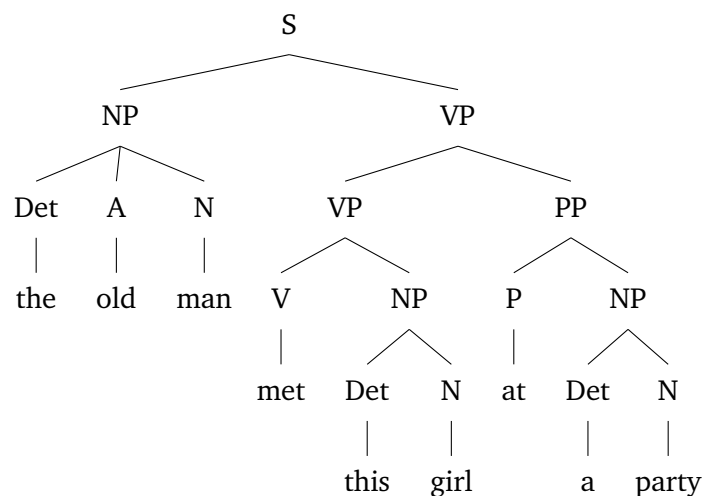 S
NP VP
Det A N VP PP
the old man V NP P NP
met Det N at Det N
this girl a party